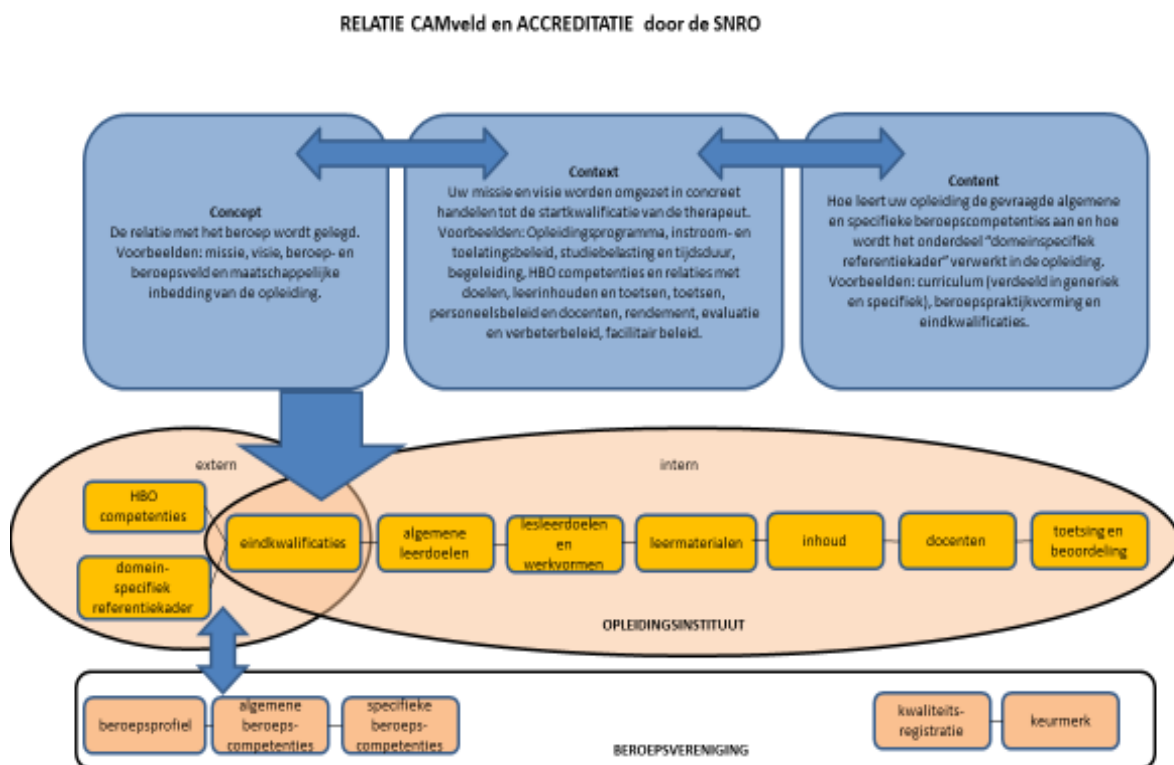 RELATIE CAMveld en ACCREDITATIE door de SNRO
Concept
De relatie met het beroep wordt gelegd.
Voorbeelden: missie, visie, beroep- en
beroepsveld en maatschappelijke
inbedding van de opleiding.
Context
Uw missie en visie worden omgezet in concreet
handelen tot de startkwalificatie van de therapeut.
Voorbeelden: Opleidingsprogramma, instroom- en
toelatingsbeleid, studiebelasting en tijdsduur,
begeleiding, HBO competenties en relaties met
doelen, leerinhouden en toetsen, toetsen,
personeelsbeleid en docenten, rendement, evaluatie
en verbeterbeleid, facilitair beleid.
Content
Hoe leert uw opleiding de gevraagde algemene
en specifieke beroepscompetenties aan en hoe
wordt het onderdeel "domeinspecifiek
referentiekader" verwerkt in de opleiding.
Voorbeelden: curriculum (verdeeld in generiek
en specifiek), beroepspraktijkvorming en
eindkwalificaties.
extern
intern
HBO
competenties
domein-
specifiek
referentiekader
eindkwalificaties
algemene
leerdoelen
lesleerdoelen
en
werkvormen
leermaterialen
inhoud
docenten
toetsing en
beoordeling
OPLEIDINGSINSTITUUT
beroepsprofiel
algemene
beroeps-
competenties
specifieke
beroeps-
competenties
kwaliteits-
registratie
keurmerk
BEROEPSVERENIGING